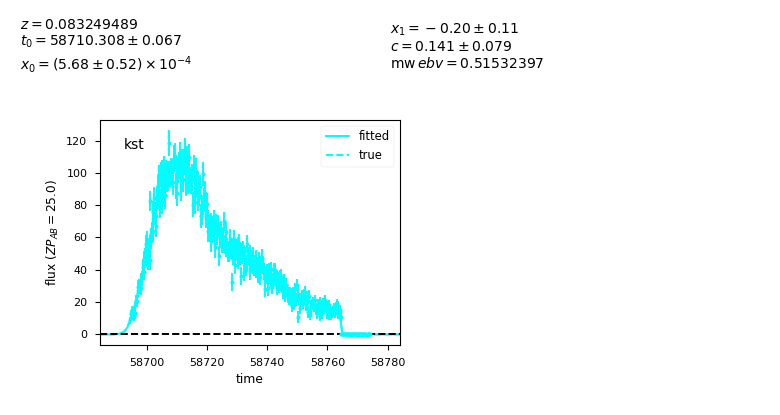 z = 0.083249489
t₀ = 58710.308 ± 0.067
x₀ = (5.68 ± 0.52) × 10⁻⁴
x₁ = −0.20 ± 0.11
c = 0.141 ± 0.079
mw ebv = 0.51532397
kst
fitted
true
120
100
80
60
40
20
0
flux (ZP_AB = 25.0)
58700 58720 58740 58760 58780
time